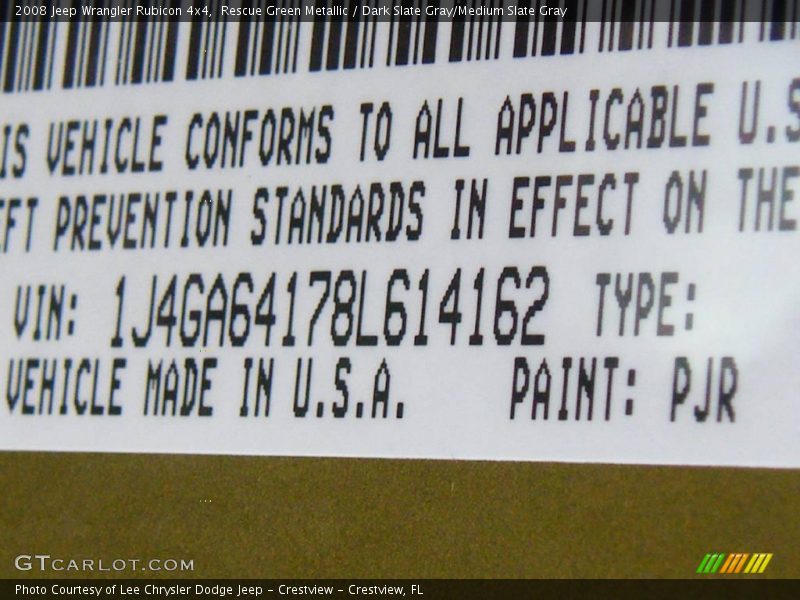 2008 Jeep Wrangler Rubicon 4x4, Rescue Green Metallic / Dark Slate Gray/Medium Slate Gray
IS VEHICLE CONFORMS TO ALL APPLICABLE U.S
EFT PREVENTION STANDARDS IN EFFECT ON THE
VIN: 1J4GA64178L614162 TYPE:
VEHICLE MADE IN U.S.A. PAINT: PJR
GTCARLOT.COM
Photo Courtesy of Lee Chrysler Dodge Jeep - Crestview - Crestview, FL